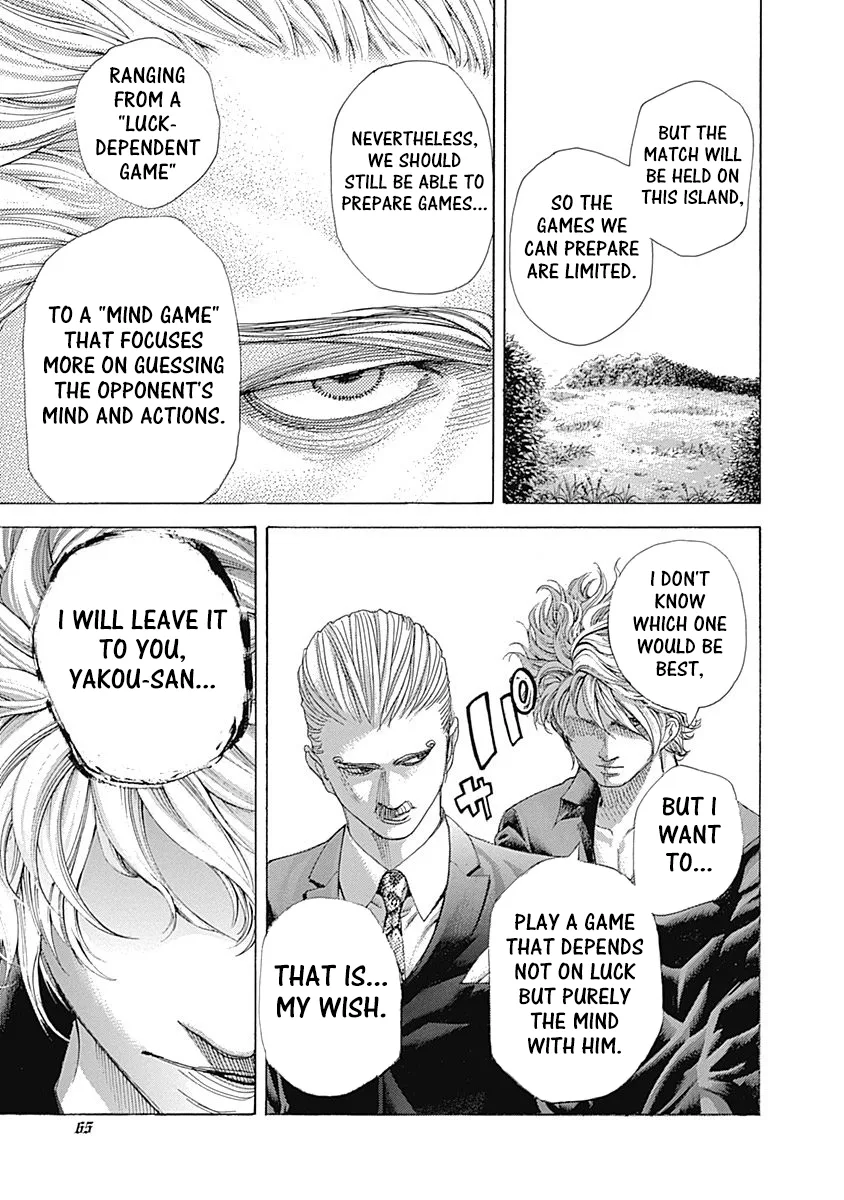 BUT THE
MATCH WILL
BE HELD ON
THIS ISLAND,
SO THE
GAMES WE
CAN PREPARE
ARE LIMITED.
NEVERTHELESS,
WE SHOULD
STILL BE ABLE TO
PREPARE GAMES...
RANGING
FROM A
"LUCK-
DEPENDENT
GAME"
TO A "MIND GAME"
THAT FOCUSES
MORE ON GUESSING
THE OPPONENT'S
MIND AND ACTIONS.
I DON'T
KNOW
WHICH ONE
WOULD BE
BEST,
BUT I
WANT
TO...
PLAY A GAME
THAT DEPENDS
NOT ON LUCK
BUT PURELY
THE MIND
WITH HIM.
THAT IS...
MY WISH.
I WILL LEAVE IT
TO YOU,
YAKOU-SAN...
65